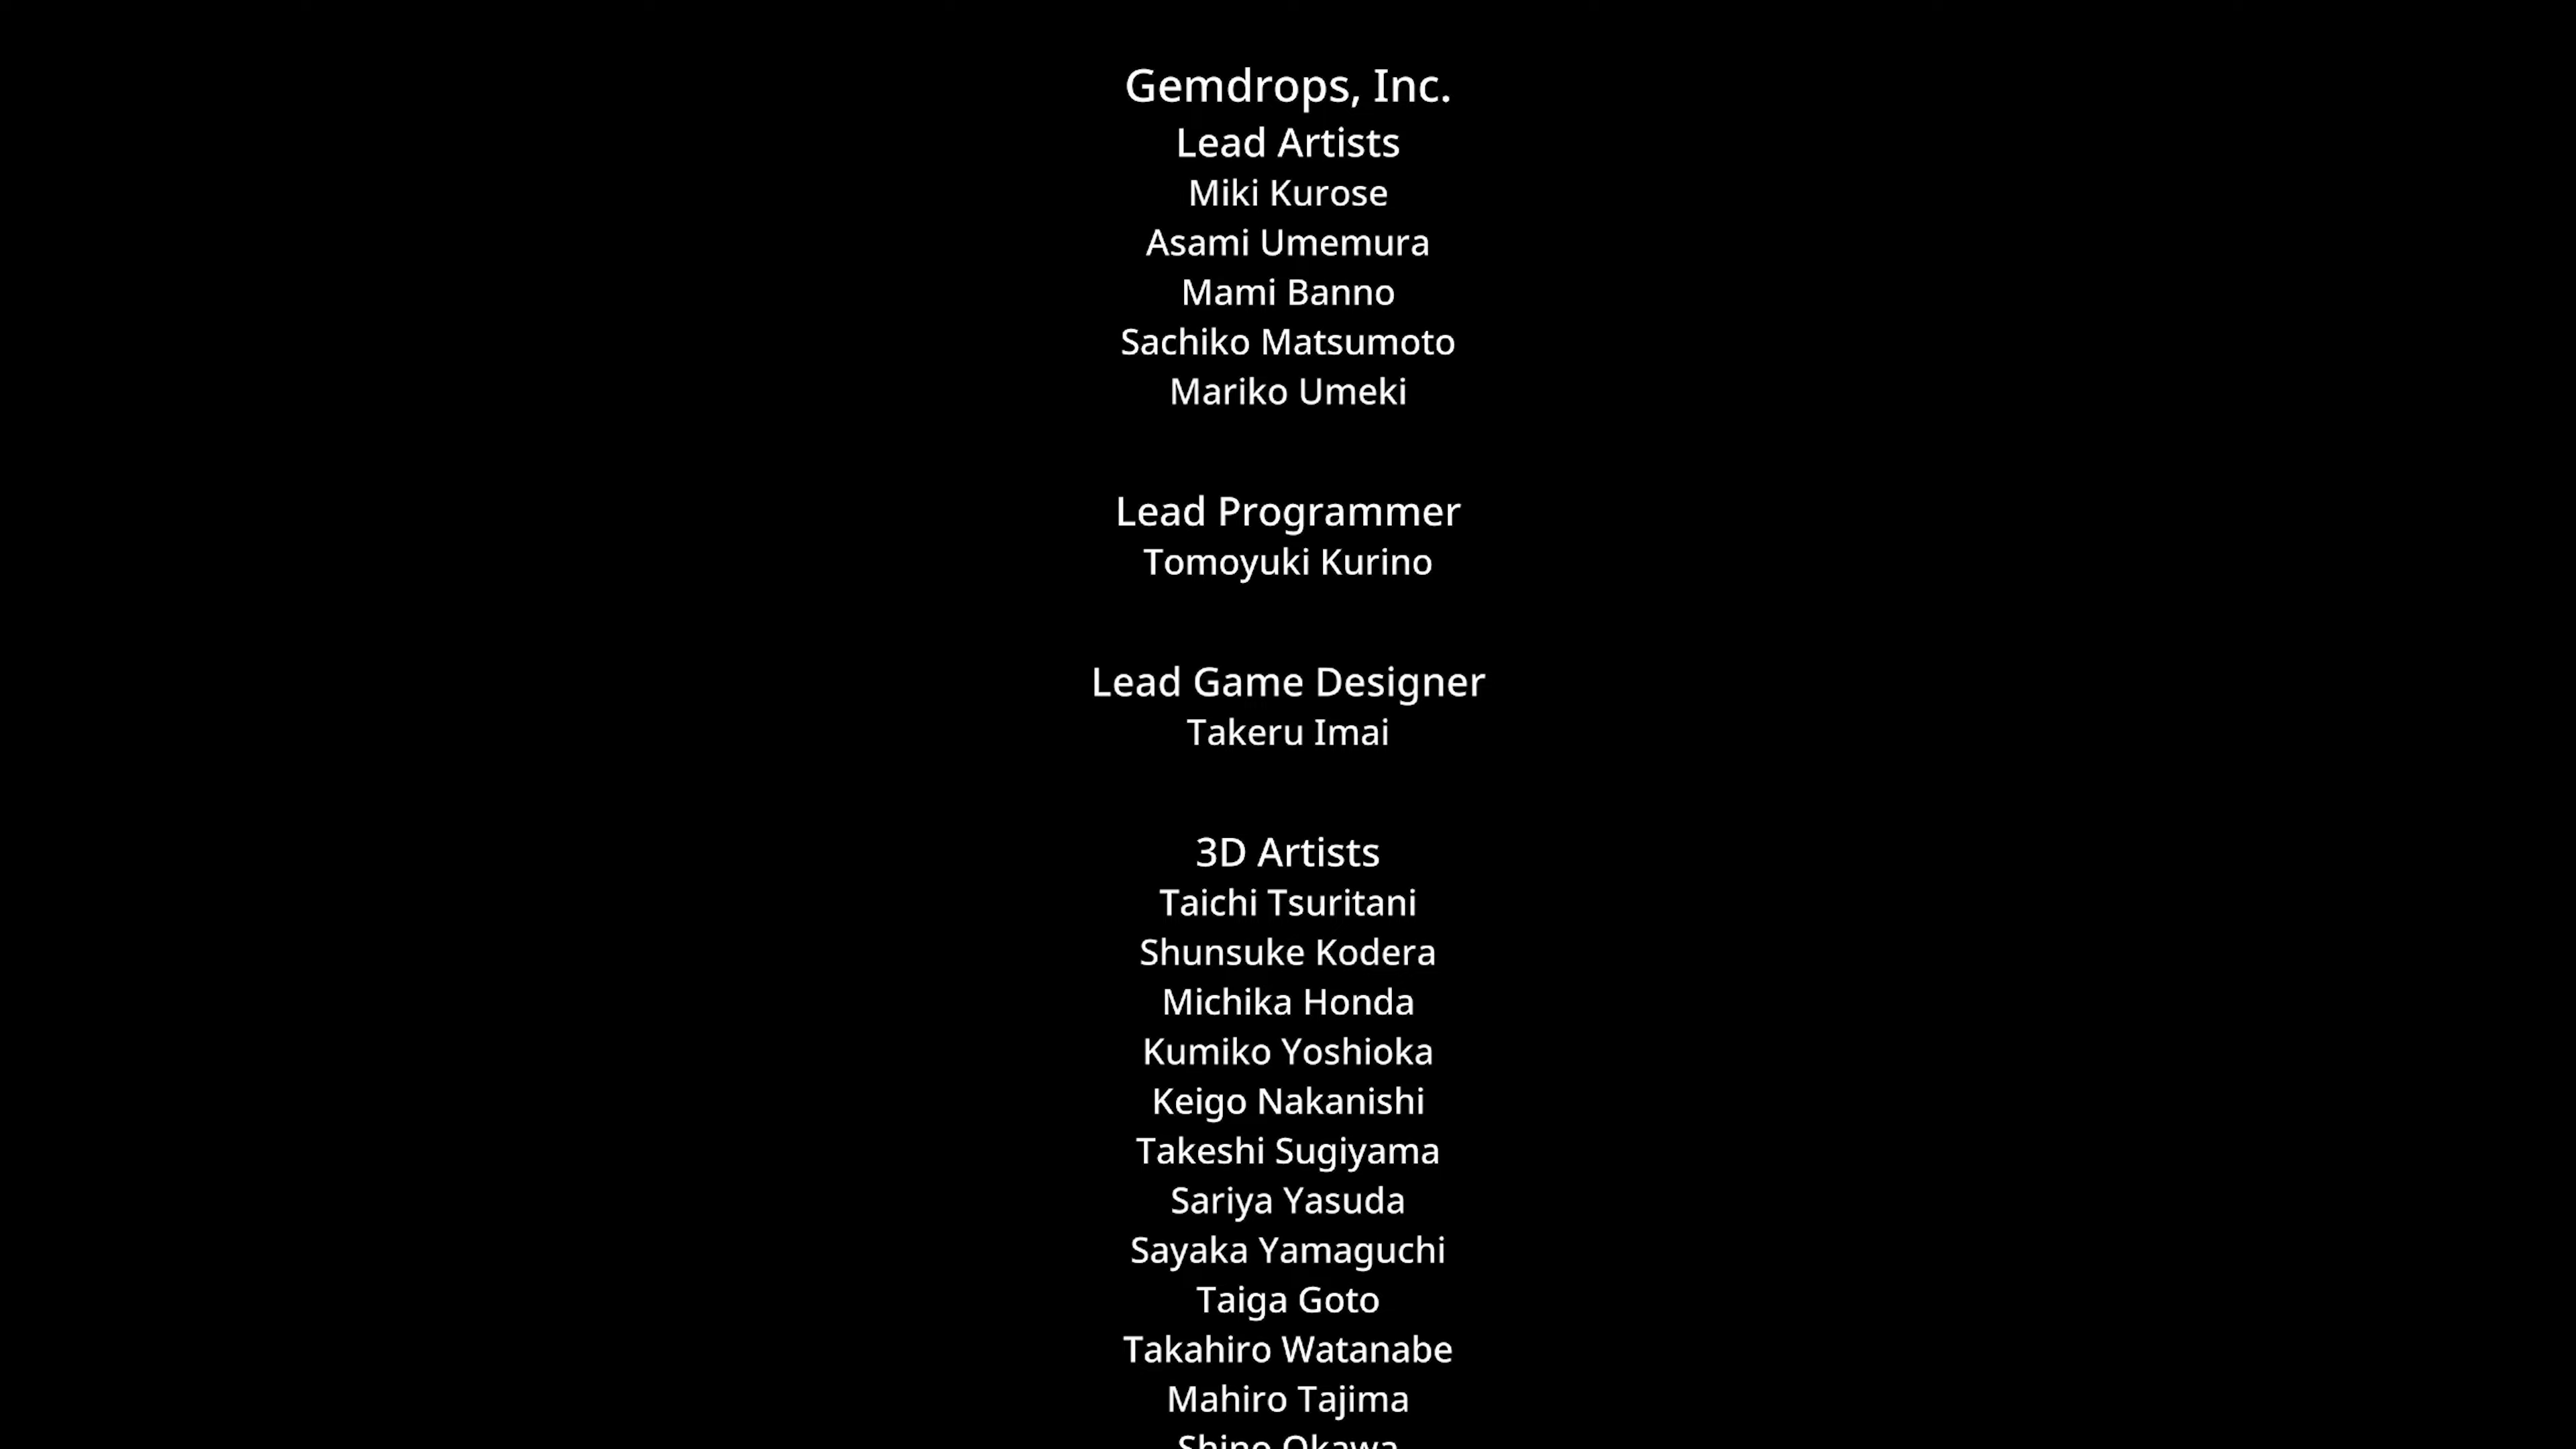 Gemdrops, Inc.
Lead Artists
Miki Kurose
Asami Umemura
Mami Banno
Sachiko Matsumoto
Mariko Umeki
Lead Programmer
Tomoyuki Kurino
Lead Game Designer
Takeru Imai
3D Artists
Taichi Tsuritani
Shunsuke Kodera
Michika Honda
Kumiko Yoshioka
Keigo Nakanishi
Takeshi Sugiyama
Sariya Yasuda
Sayaka Yamaguchi
Taiga Goto
Takahiro Watanabe
Mahiro Tajima
Shino Okawa